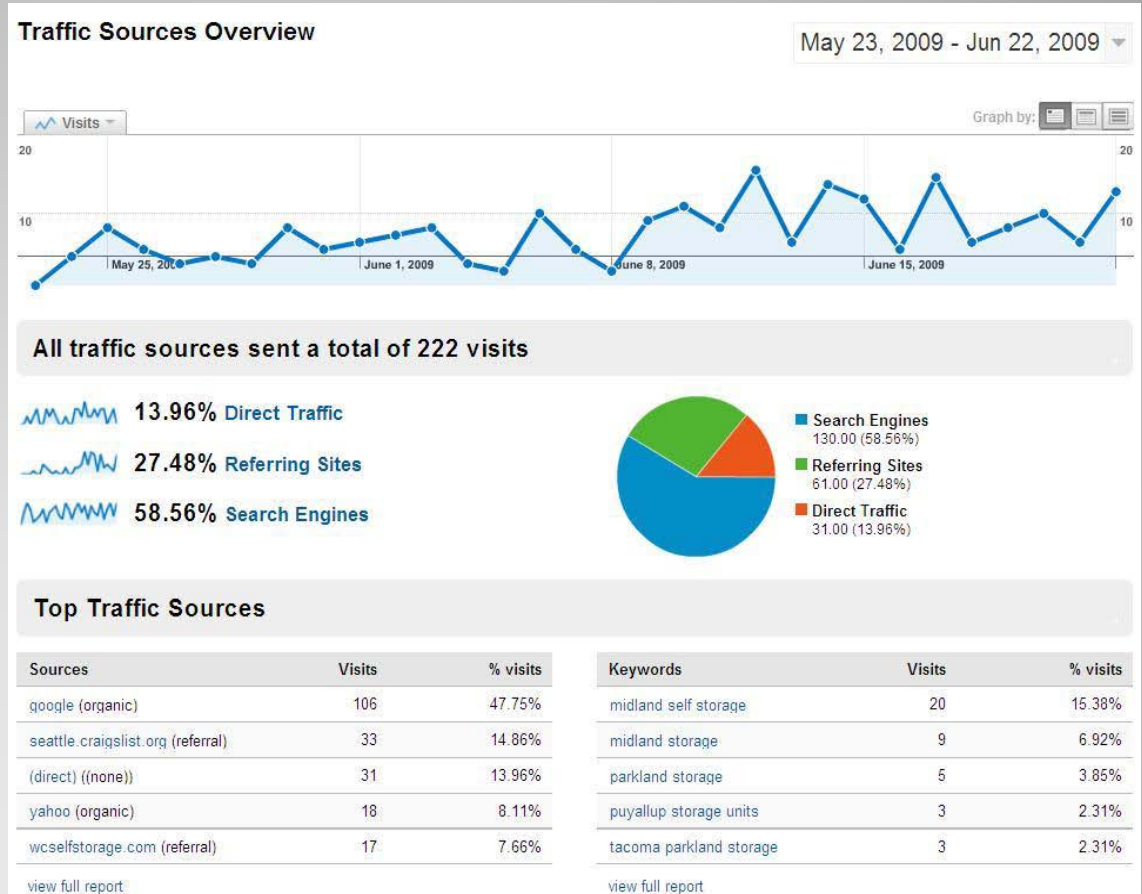 Traffic Sources Overview
May 23, 2009 - Jun 22, 2009
Visits
Graph by:
20 20
10 10
May 25, 200
June 1, 2009
June 8, 2009
June 15, 2009
All traffic sources sent a total of 222 visits
13.96% Direct Traffic
27.48% Referring Sites
58.56% Search Engines
Search Engines
130.00 (58.56%)
Referring Sites
61.00 (27.48%)
Direct Traffic
31.00 (13.96%)
Top Traffic Sources
Sources Visits % visits
google (organic) 106 47.75%
seattle.craigslist.org (referral) 33 14.86%
(direct) ((none)) 31 13.96%
yahoo (organic) 18 8.11%
wcselfstorage.com (referral) 17 7.66%
view full report
Keywords Visits % visits
midland self storage 20 15.38%
midland storage 9 6.92%
parkland storage 5 3.85%
puyallup storage units 3 2.31%
tacoma parkland storage 3 2.31%
view full report